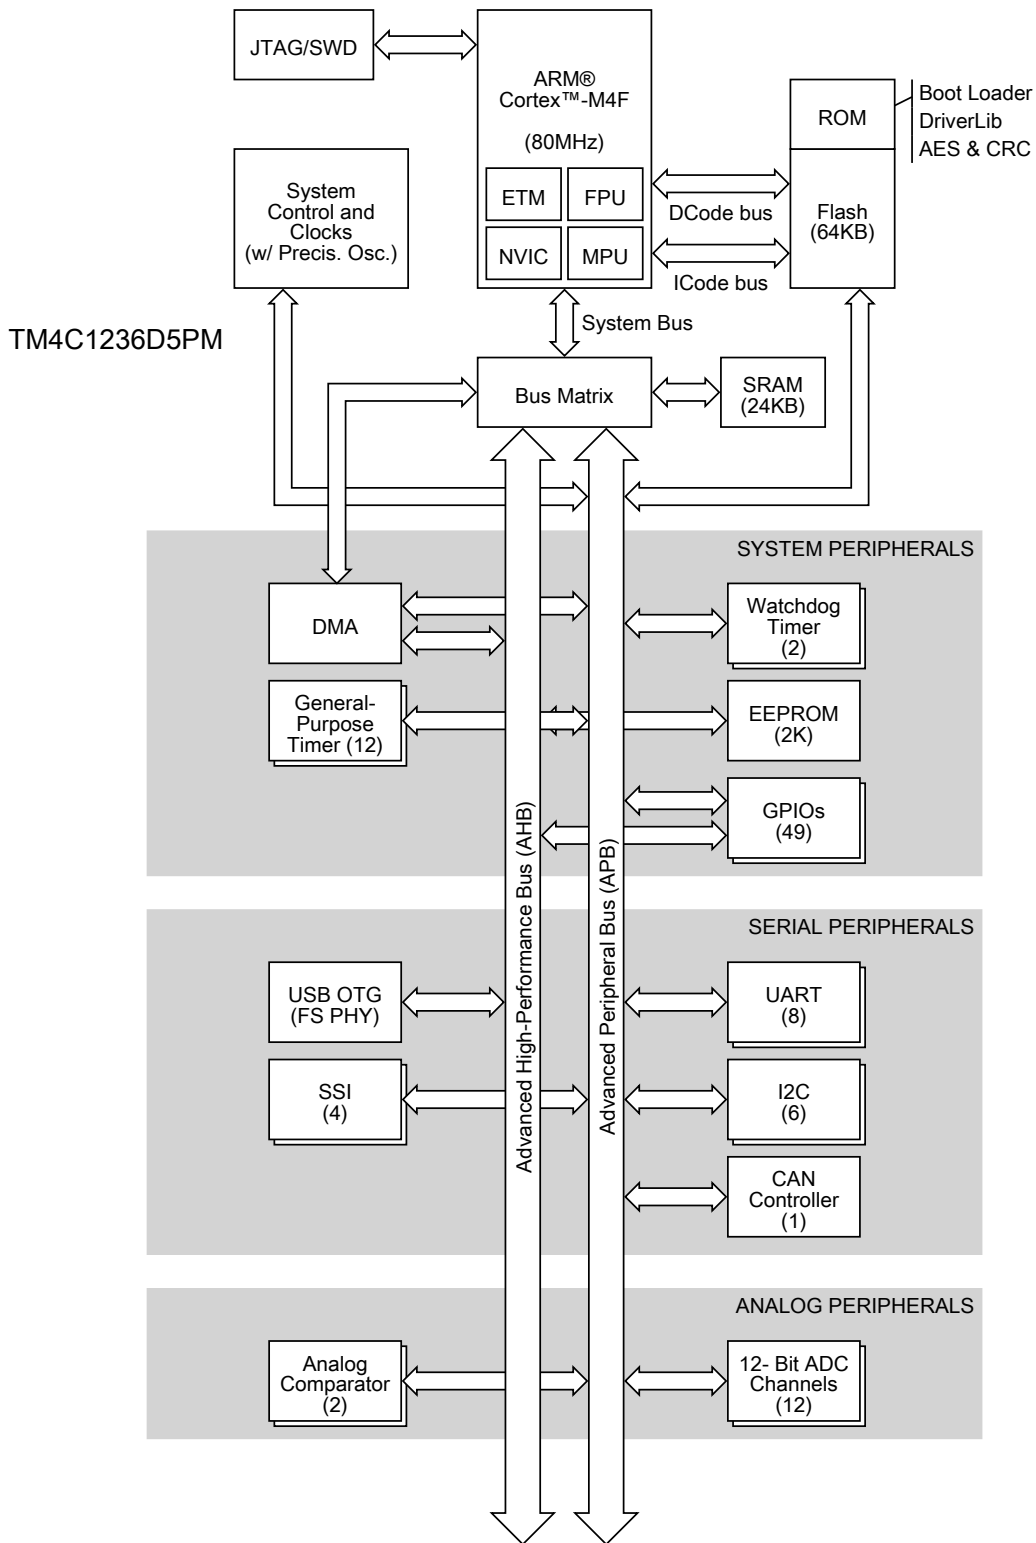 JTAG/SWD
ARM®
Cortex™-M4F
(80MHz)
ETM
FPU
NVIC
MPU
ROM
Boot Loader
DriverLib
AES & CRC
Flash
(64KB)
DCode bus
ICode bus
System
Control and
Clocks
(w/ Precis. Osc.)
System Bus
TM4C1236D5PM
Bus Matrix
SRAM
(24KB)
SYSTEM PERIPHERALS
DMA
Watchdog
Timer
(2)
General-
Purpose
Timer (12)
EEPROM
(2K)
GPIOs
(49)
Advanced High-Performance Bus (AHB)
Advanced Peripheral Bus (APB)
SERIAL PERIPHERALS
USB OTG
(FS PHY)
UART
(8)
SSI
(4)
I2C
(6)
CAN
Controller
(1)
ANALOG PERIPHERALS
Analog
Comparator
(2)
12- Bit ADC
Channels
(12)